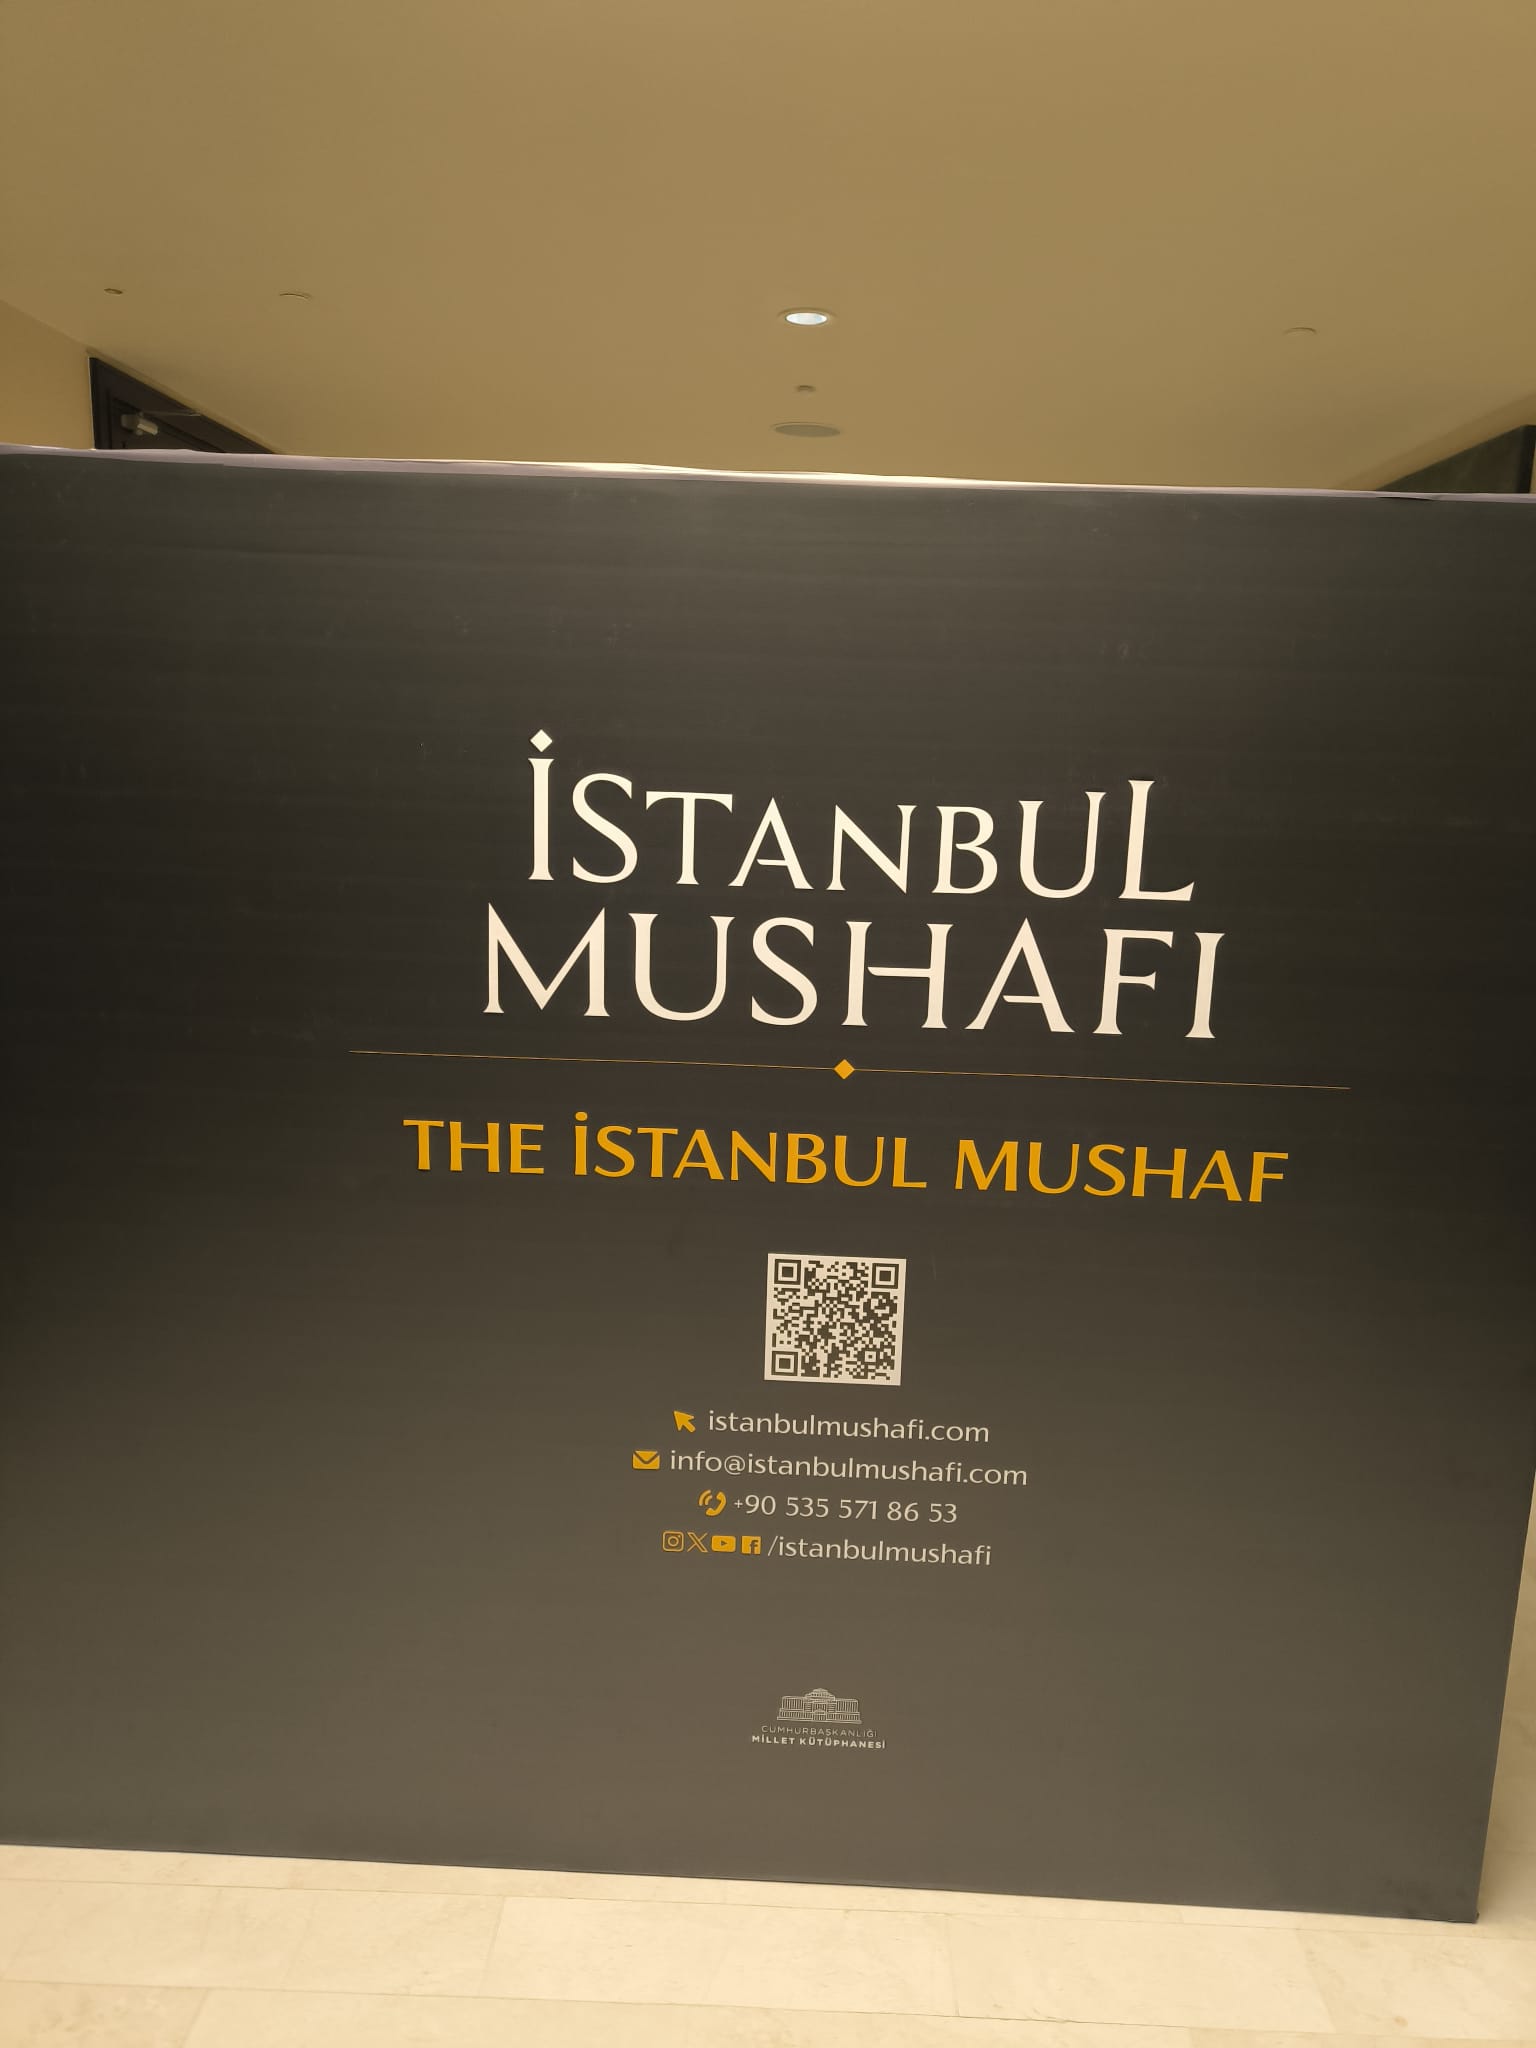 İSTANBUL
MUSHAFI
THE İSTANBUL MUSHAF
istanbulmushafi.com
info@istanbulmushafi.com
+90 535 571 86 53
/istanbulmushafi
CUMHURBAŞKANLIĞI
MİLLET KÜTÜPHANESİ